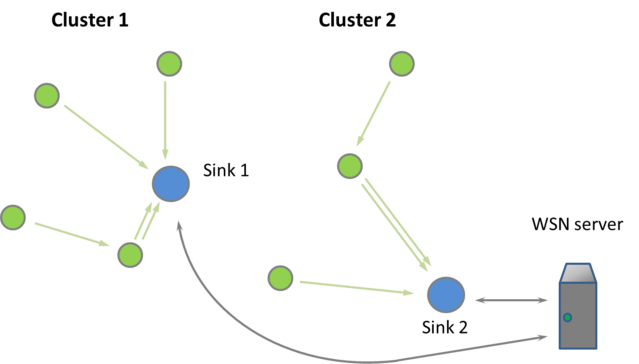 Cluster 1
Cluster 2
Sink 1
WSN server
Sink 2